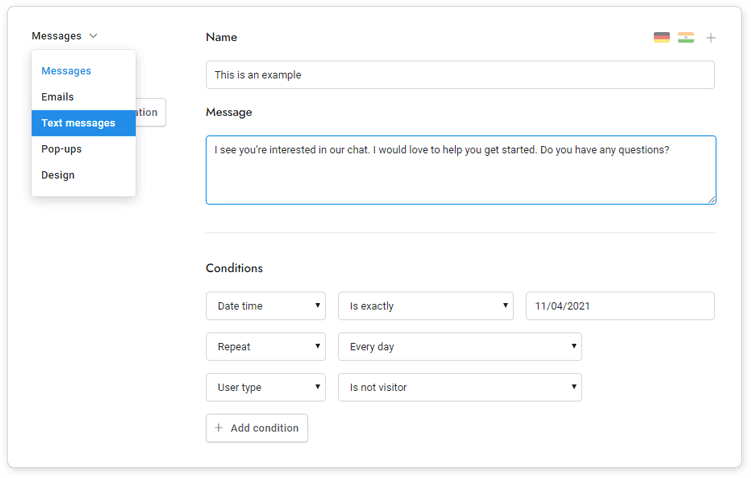 Messages
Messages
Emails
Text messages
Pop-ups
Design
Name
This is an example
Message
I see you're interested in our chat. I would love to help you get started. Do you have any questions?
Conditions
Date time
Is exactly
11/04/2021
Repeat
Every day
User type
Is not visitor
+ Add condition